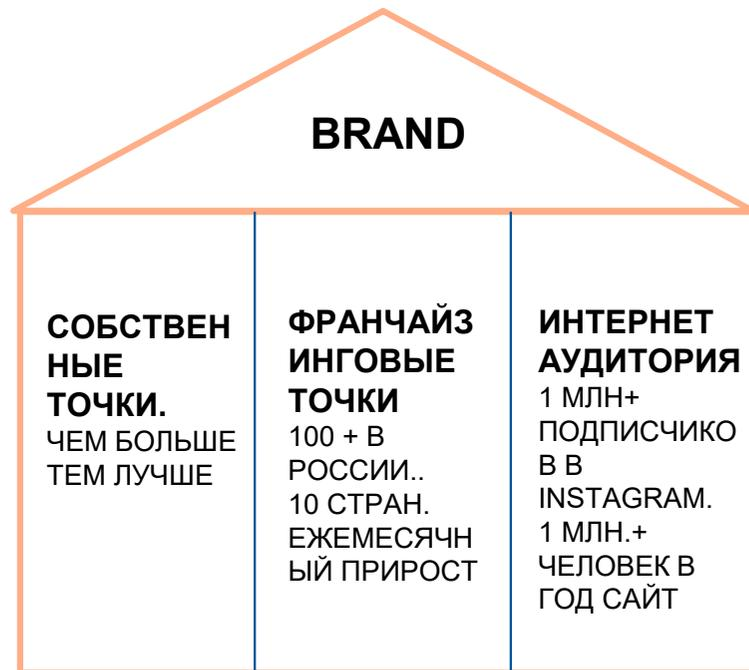 BRAND
СОБСТВЕН
НЫЕ
ТОЧКИ.
ЧЕМ БОЛЬШЕ
ТЕМ ЛУЧШЕ
ФРАНЧАЙЗ
ИНГОВЫЕ
ТОЧКИ
100 + В
РОССИИ..
10 СТРАН.
ЕЖЕМЕСЯЧН
ЫЙ ПРИРОСТ
ИНТЕРНЕТ
АУДИТОРИЯ
1 МЛН+
ПОДПИСЧИКО
В В
INSTAGRAM.
1 МЛН.+
ЧЕЛОВЕК В
ГОД САЙТ